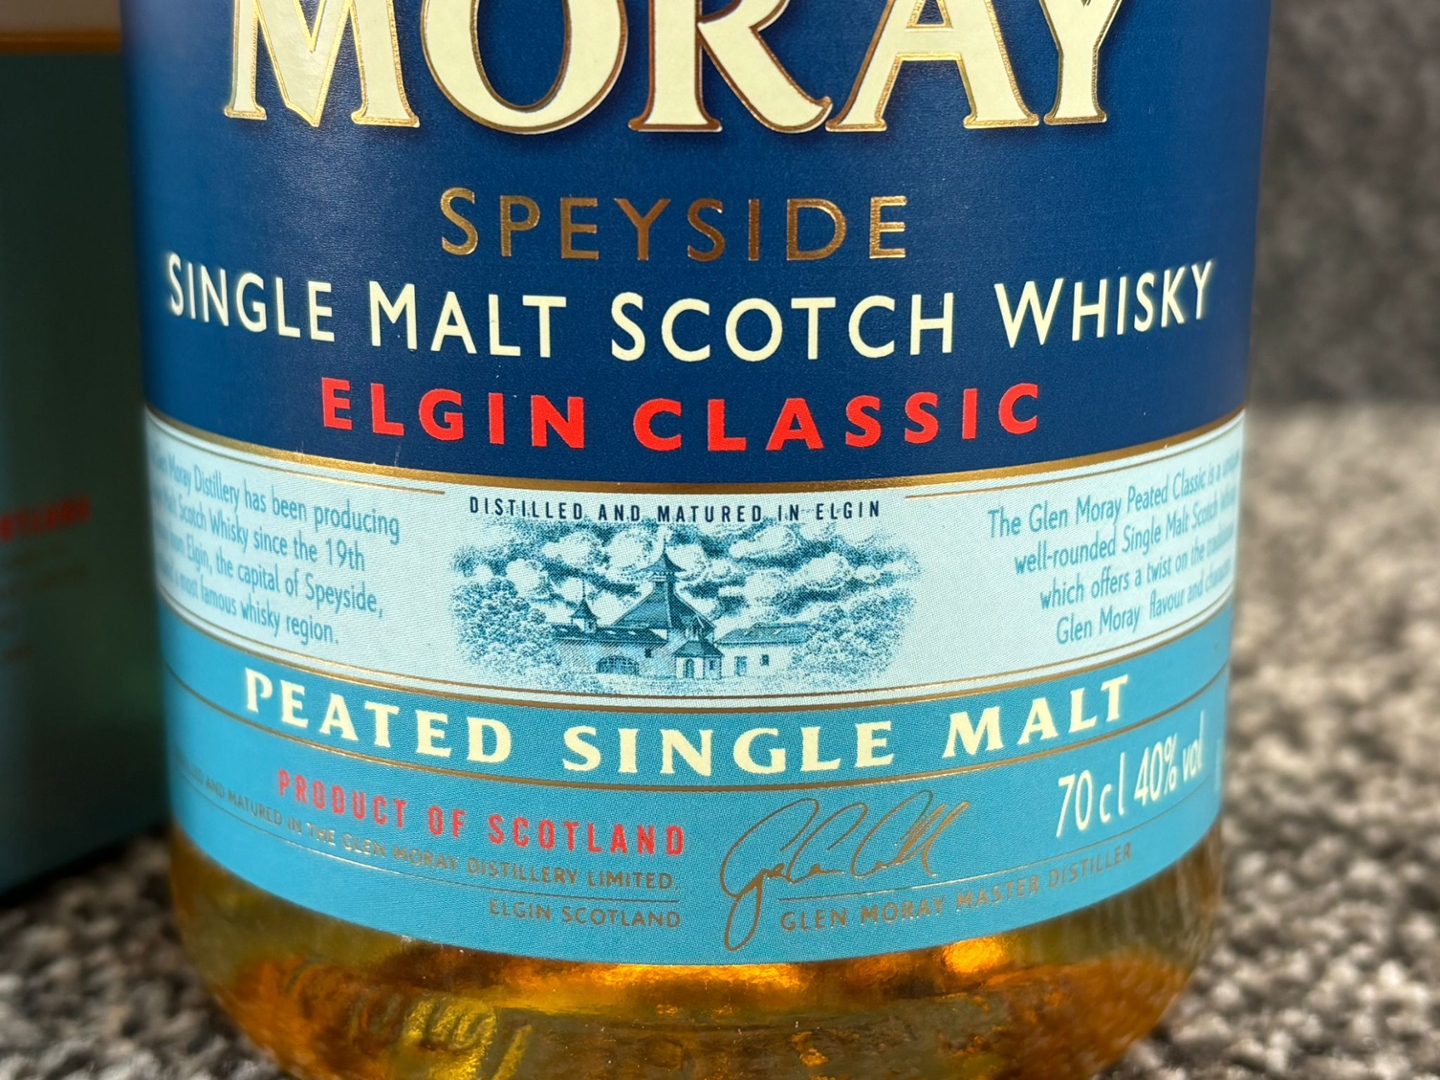 MORAY
SPEYSIDE
SINGLE MALT SCOTCH WHISKY
ELGIN CLASSIC
DISTILLED AND MATURED IN ELGIN
Moray Distillery has been producing
Scotch Whisky since the 19th
Elgin, the capital of Speyside,
most famous whisky region.
The Glen Moray Peated Classic is a
well-rounded Single Malt Scotch
which offers a twist on the
Glen Moray flavour and
PEATED SINGLE MALT
70cl 40% vol
PRODUCT OF SCOTLAND
AND MATURED IN THE GLEN MORAY DISTILLERY LIMITED.
ELGIN SCOTLAND
GLEN MORAY MASTER DISTILLER